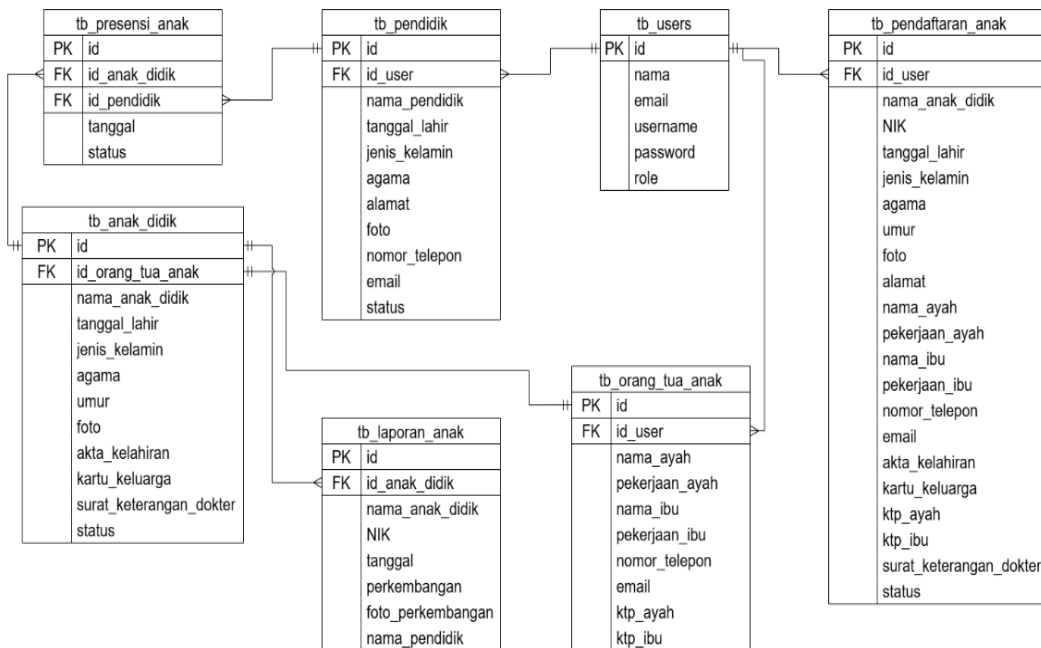 tb_presensi_anak
PK id
FK id_anak_didik
FK id_pendidik
tanggal
status
tb_pendidik
PK id
FK id_user
nama_pendidik
tanggal_lahir
jenis_kelamin
agama
alamat
foto
nomor_telepon
email
status
tb_users
PK id
nama
email
username
password
role
tb_pendaftaran_anak
PK id
FK id_user
nama_anak_didik
NIK
tanggal_lahir
jenis_kelamin
agama
umur
foto
alamat
nama_ayah
pekerjaan_ayah
nama_ibu
pekerjaan_ibu
nomor_telepon
email
akta_kelahiran
kartu_keluarga
ktp_ayah
ktp_ibu
surat_keterangan_dokter
status
tb_anak_didik
PK id
FK id_orang_tua_anak
nama_anak_didik
tanggal_lahir
jenis_kelamin
agama
umur
foto
akta_kelahiran
kartu_keluarga
surat_keterangan_dokter
status
tb_laporan_anak
PK id
FK id_anak_didik
nama_anak_didik
NIK
tanggal
perkembangan
foto_perkembangan
nama_pendidik
tb_orang_tua_anak
PK id
FK id_user
nama_ayah
pekerjaan_ayah
nama_ibu
pekerjaan_ibu
nomor_telepon
email
ktp_ayah
ktp_ibu